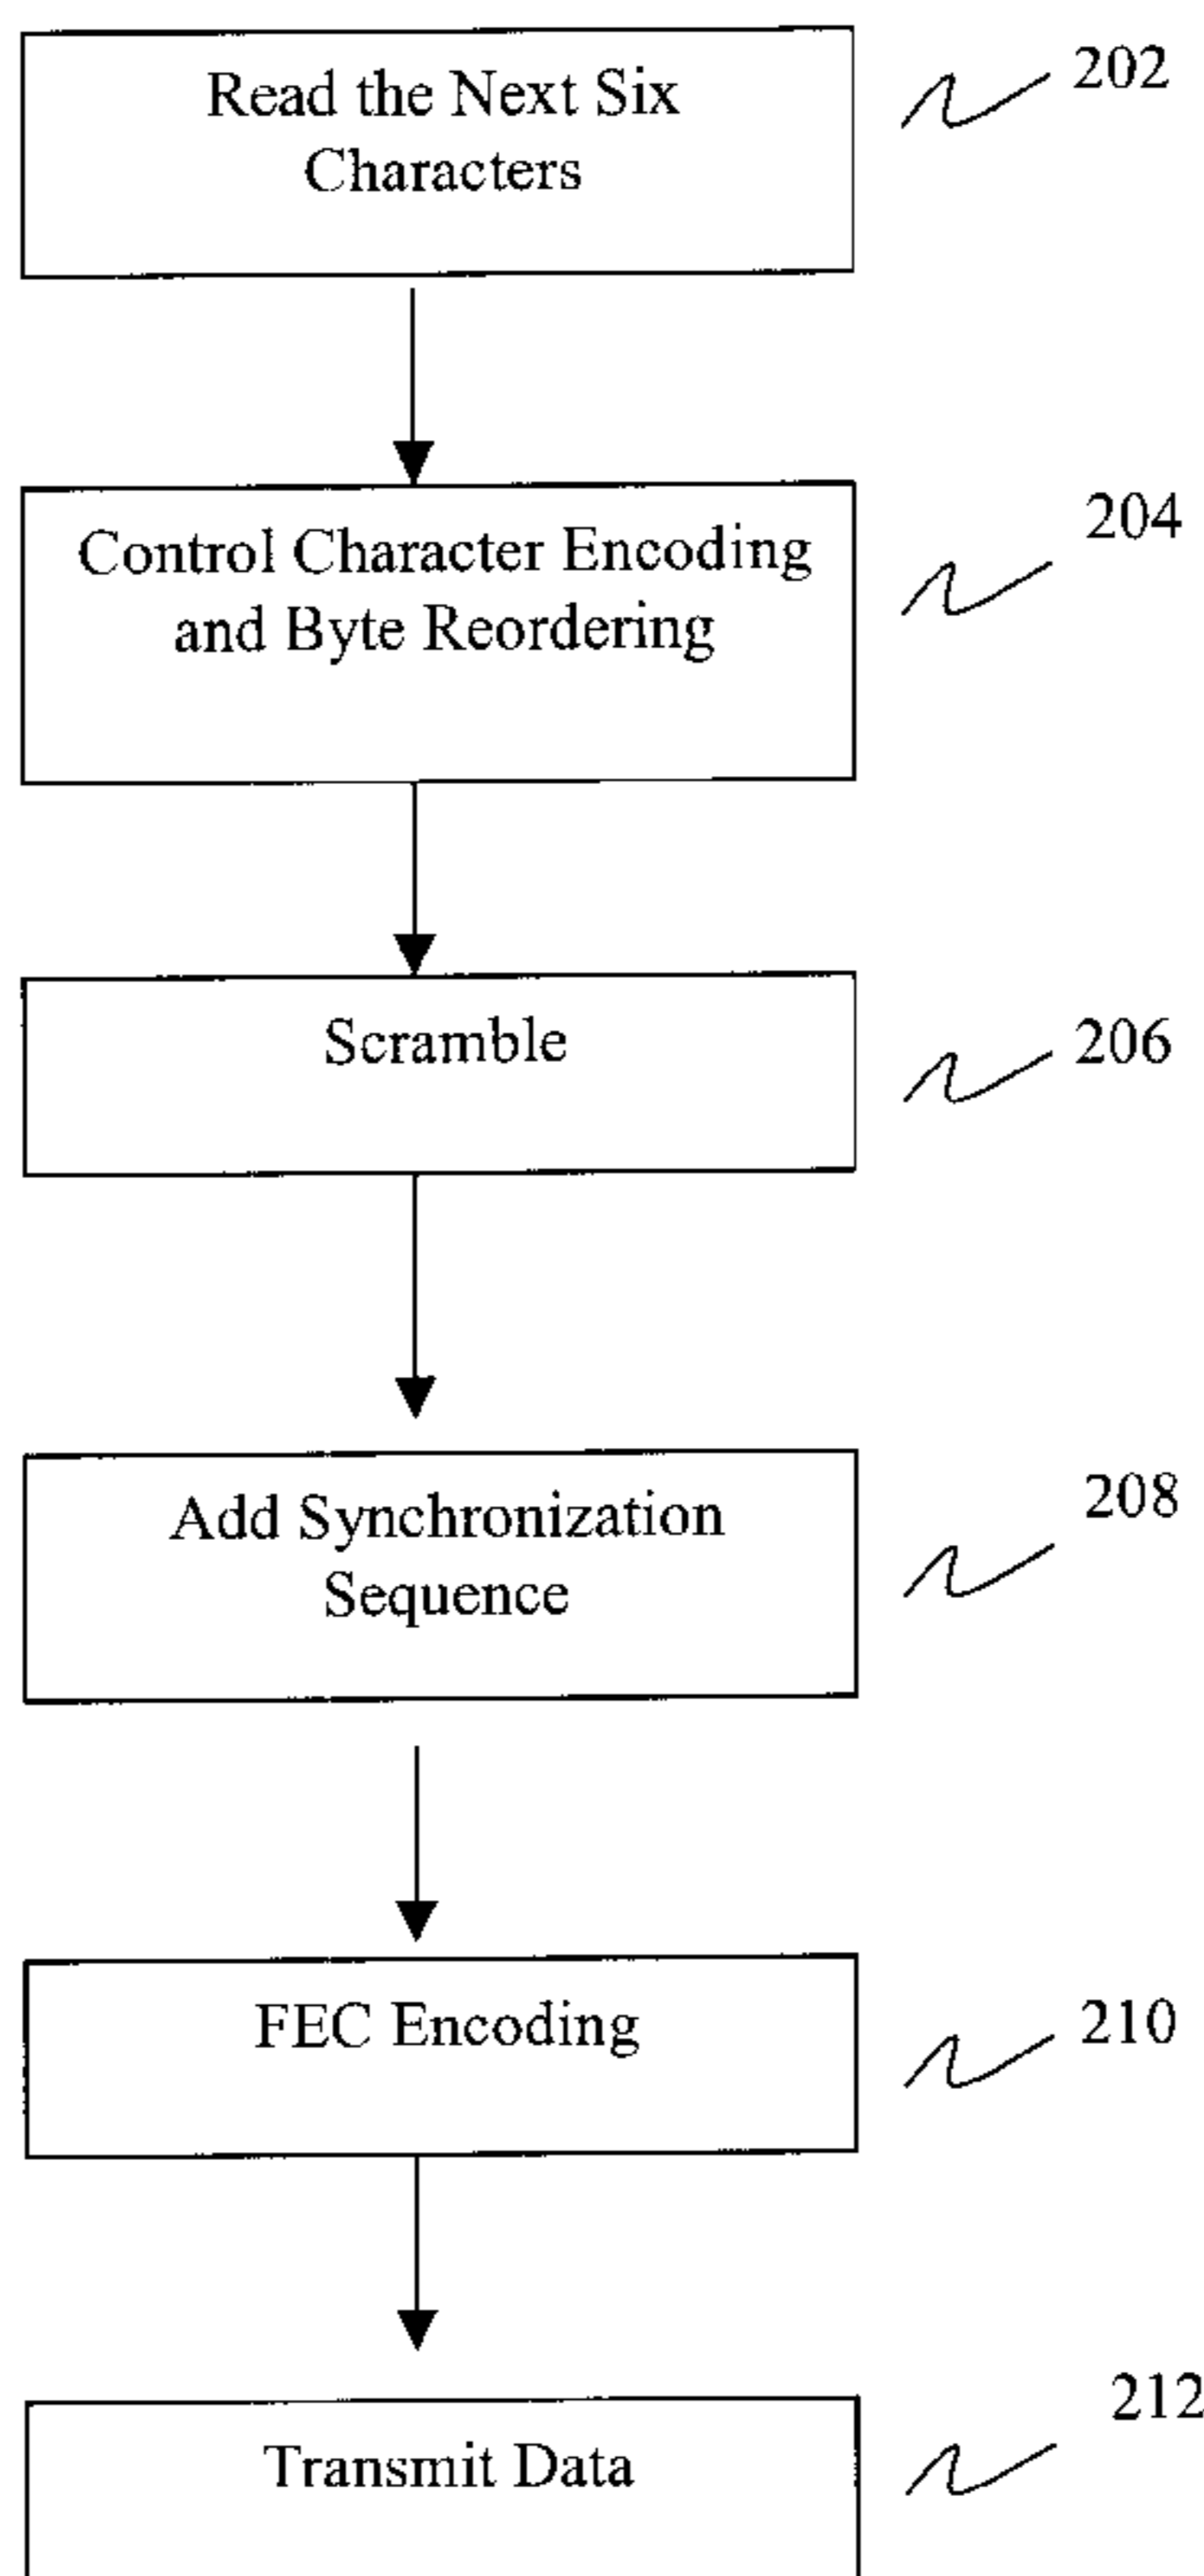 Read the Next Six
Characters
202
Control Character Encoding
and Byte Reordering
204
Scramble
206
Add Synchronization
Sequence
208
FEC Encoding
210
Transmit Data
212